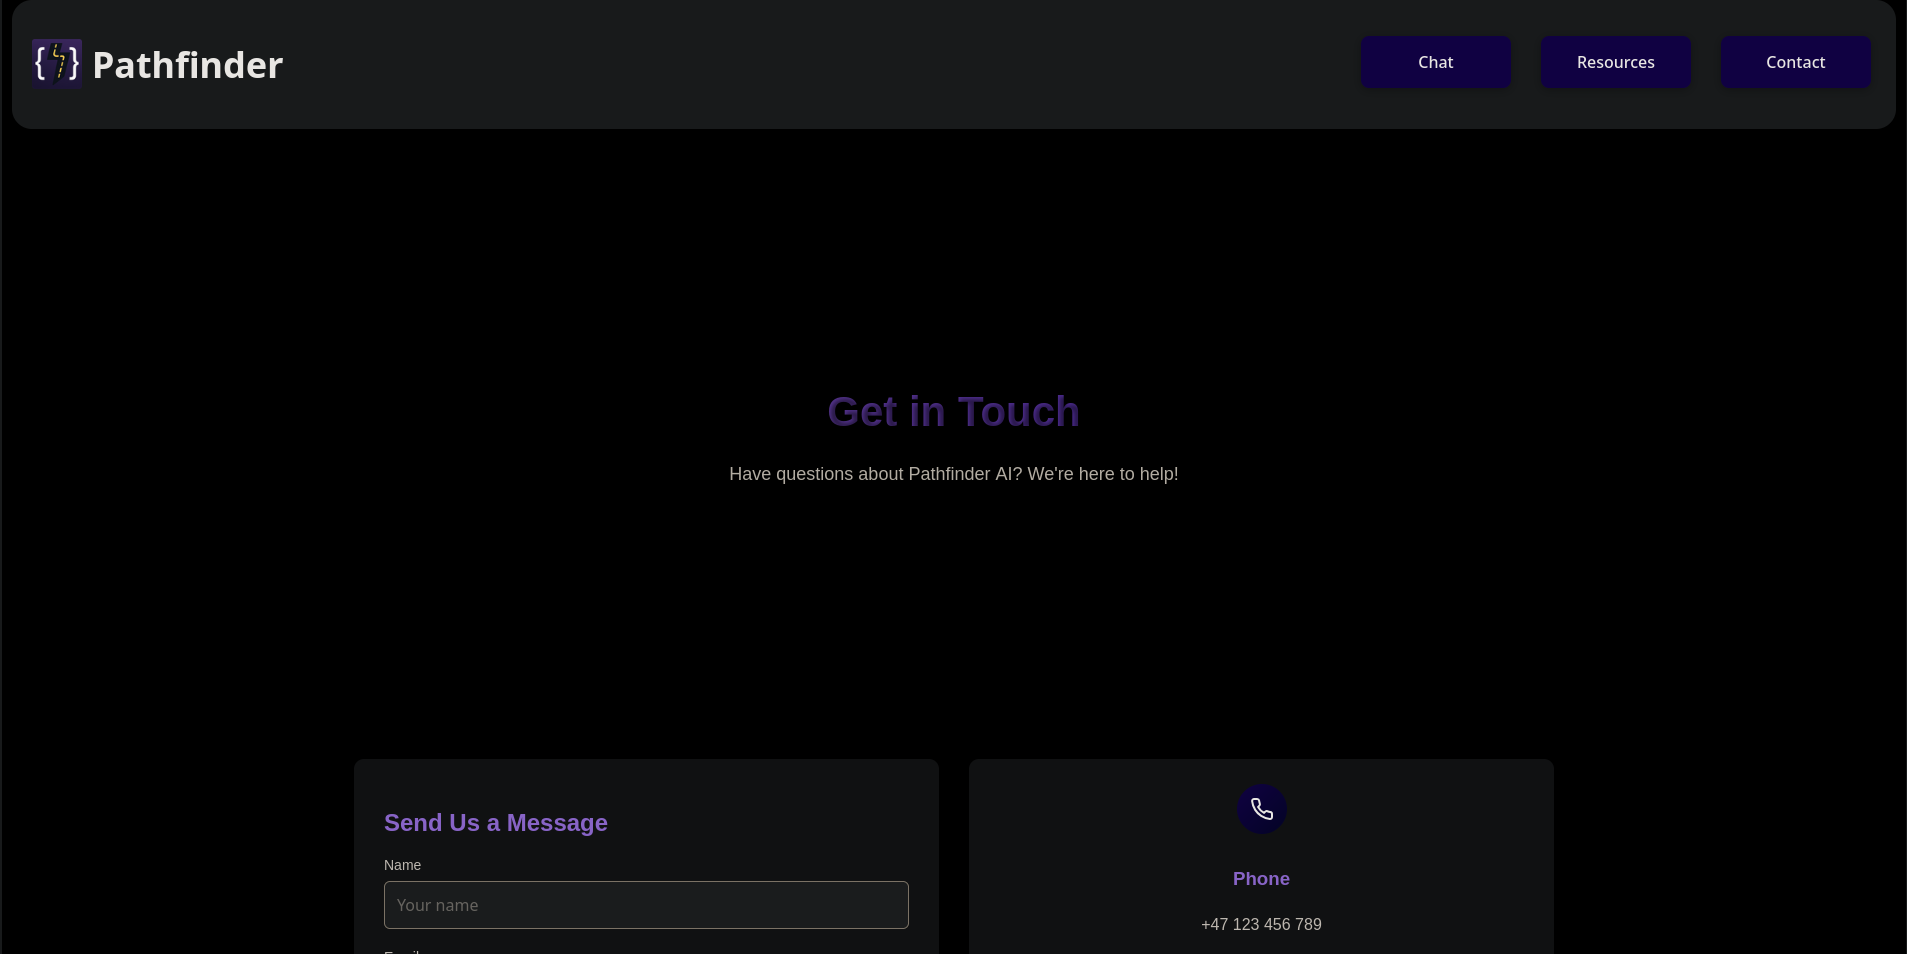 Pathfinder
Chat
Resources
Contact
Get in Touch
Have questions about Pathfinder AI? We're here to help!
Send Us a Message
Name
Your name
Phone
+47 123 456 789